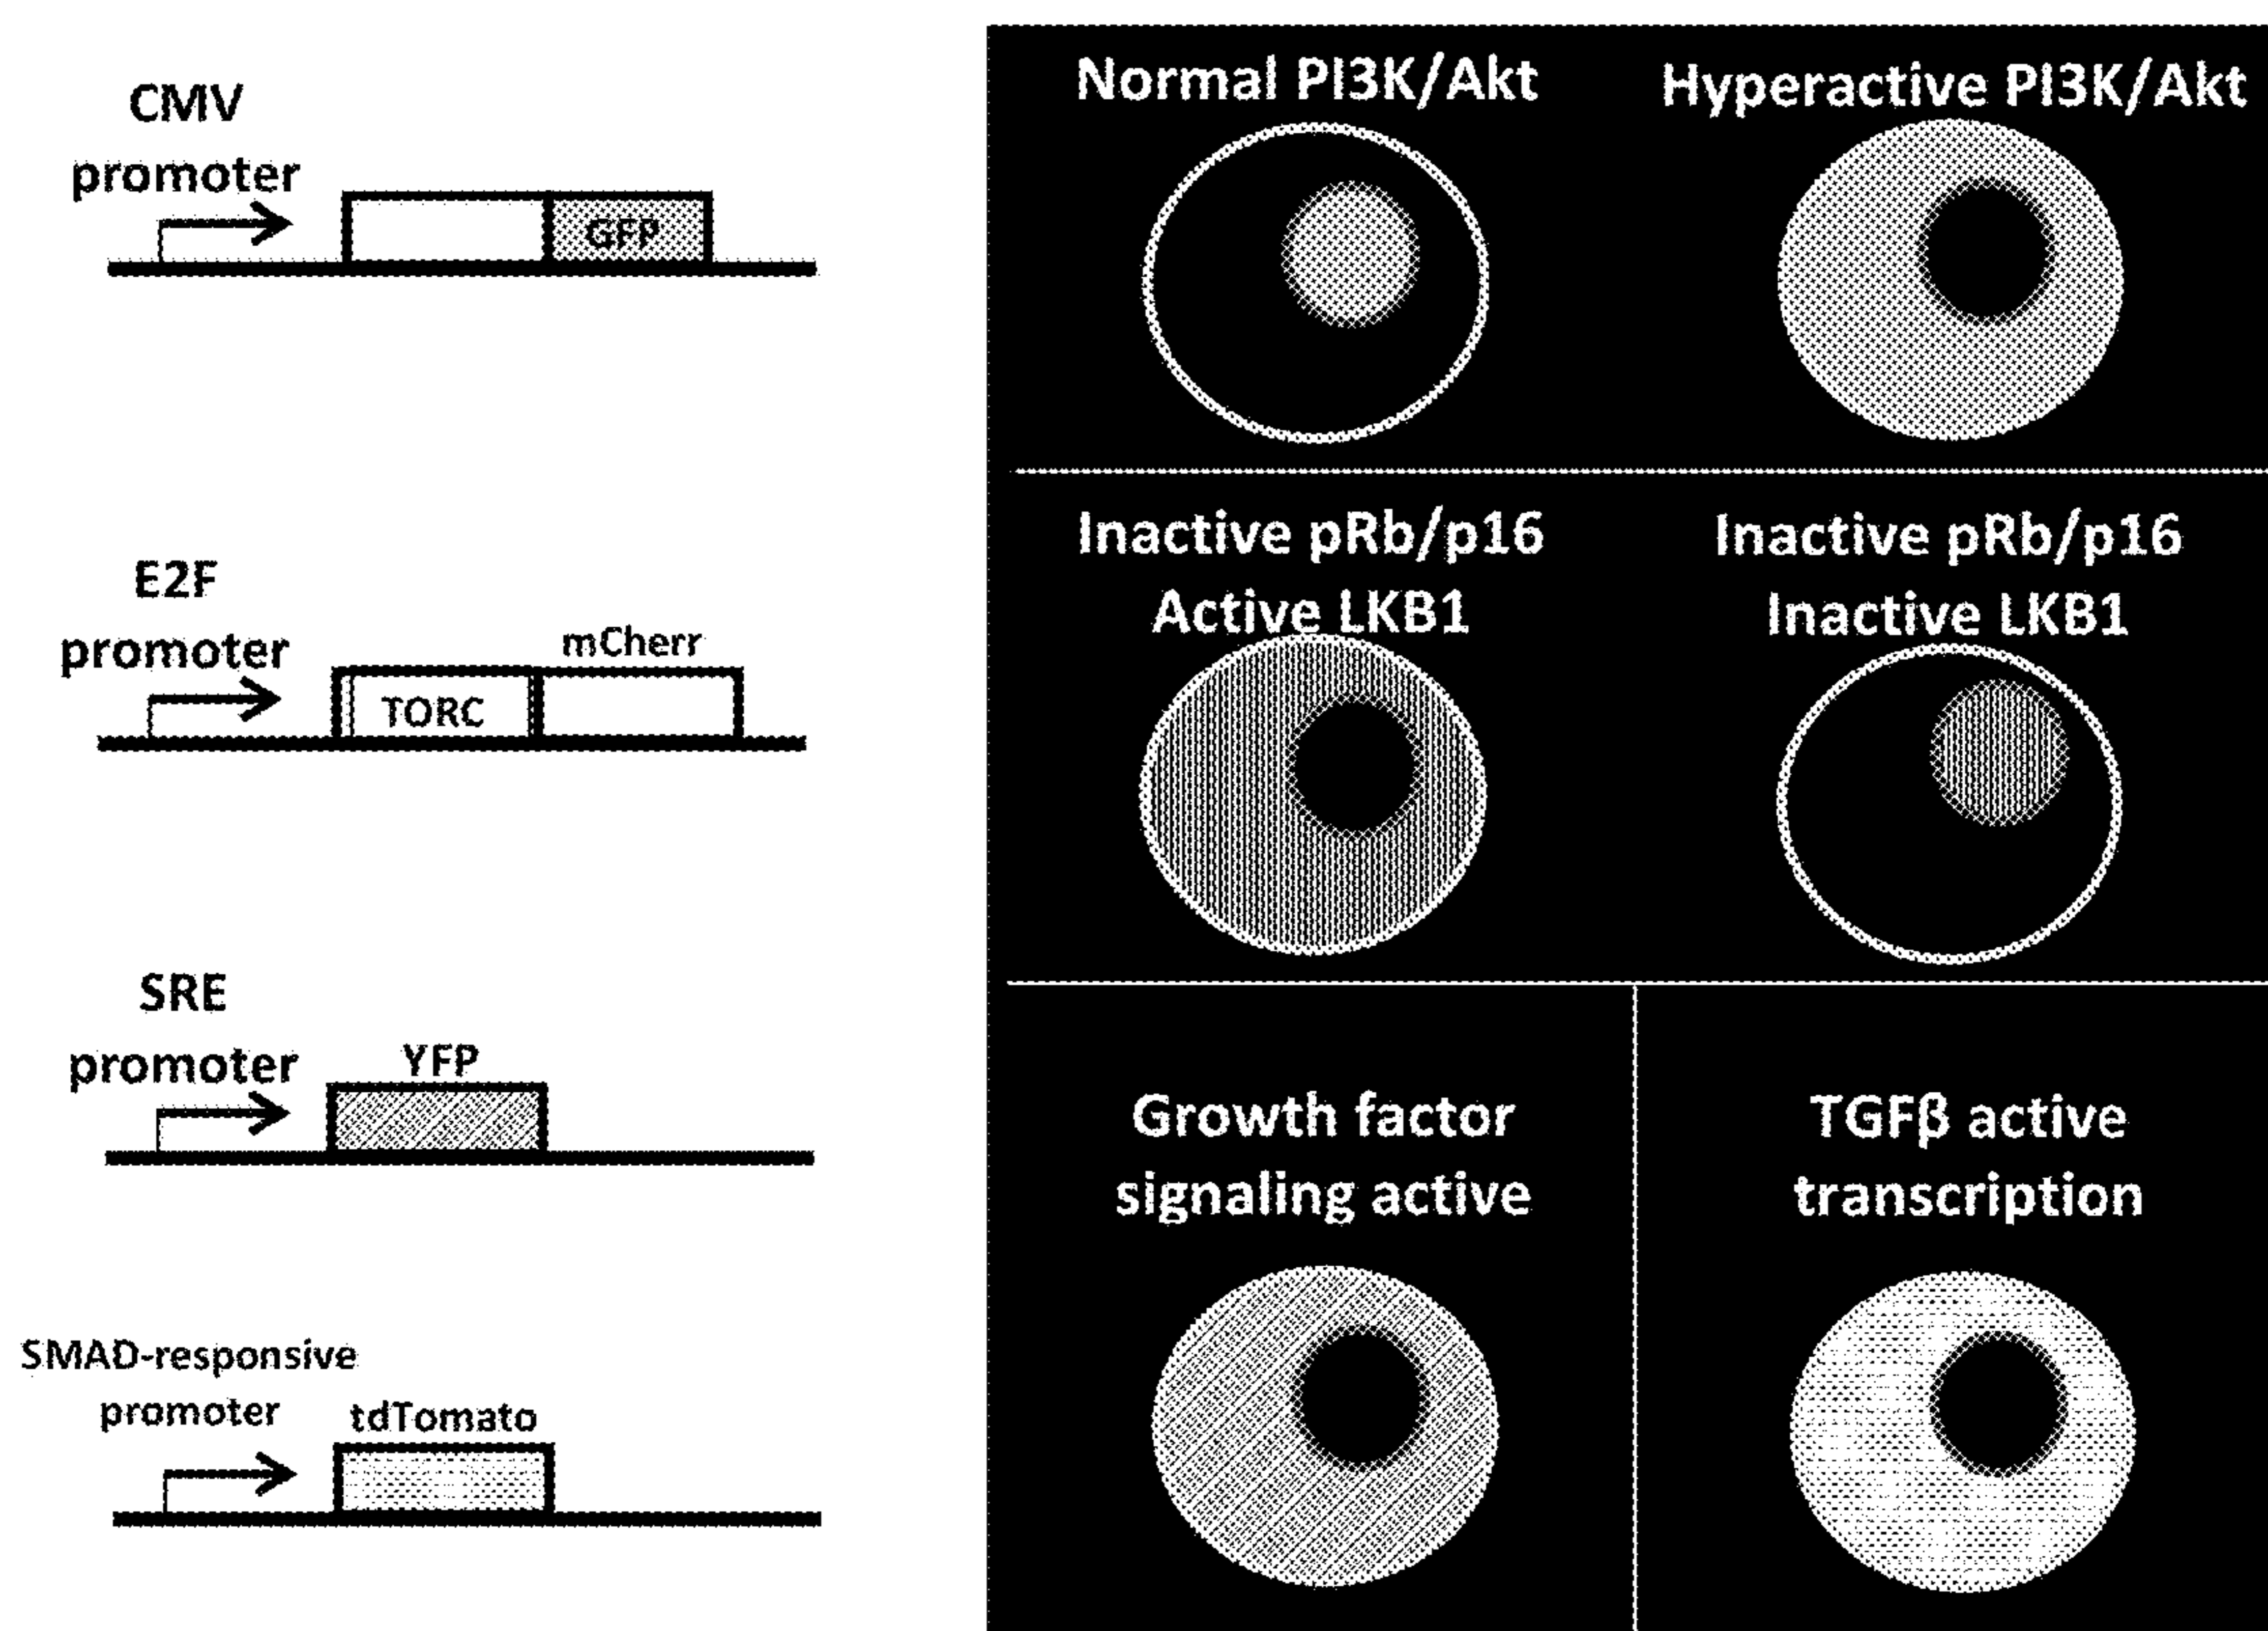 CMV
promoter
GFP
E2F
promoter
mCherr
TORC
SRE
promoter
YFP
SMAD-responsive
promoter
tdTomato
Normal PI3K/Akt
Hyperactive PI3K/Akt
Inactive pRb/p16
Active LKB1
Inactive pRb/p16
Inactive LKB1
Growth factor
signaling active
TGFβ active
transcription